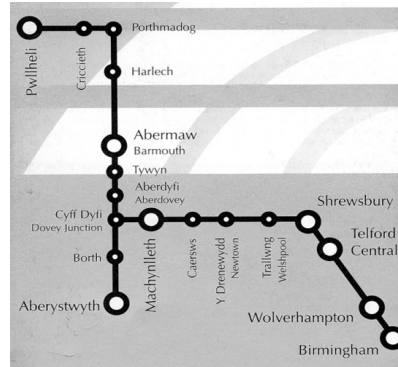 Pwllheli
Criccieth
Porthmadog
Harlech
Abermaw
Barmouth
Tywyn
Aberdyfi
Aberdovey
Cyff Dyfi
Dovey Junction
Borth
Aberystwyth
Machynlleth
Caersws
Y Drenewydd
Newtown
Trallwng
Welshpool
Shrewsbury
Telford
Central
Wolverhampton
Birmingham